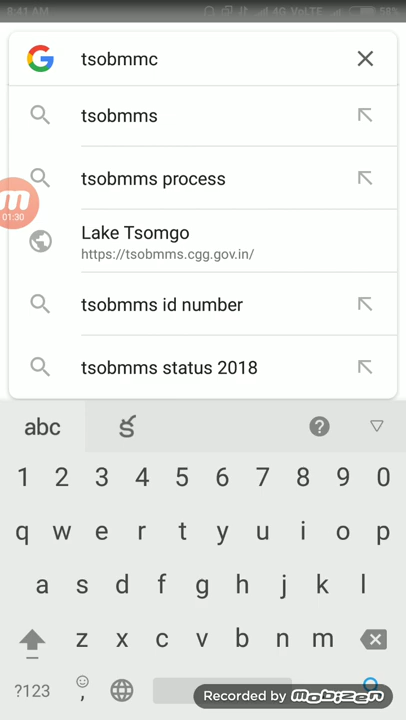 8:41 AM 4G VoLTE 58%
tsobmmc
tsobmms
tsobmms process
01:30
Lake Tsomgo
https://tsobmms.cgg.gov.in/
tsobmms id number
tsobmms status 2018
abc క ?
1 2 3 4 5 6 7 8 9 0
q w e r t y u i o p
a s d f g h j k l
z x c v b n m
?123 ,
Recorded by mobizen